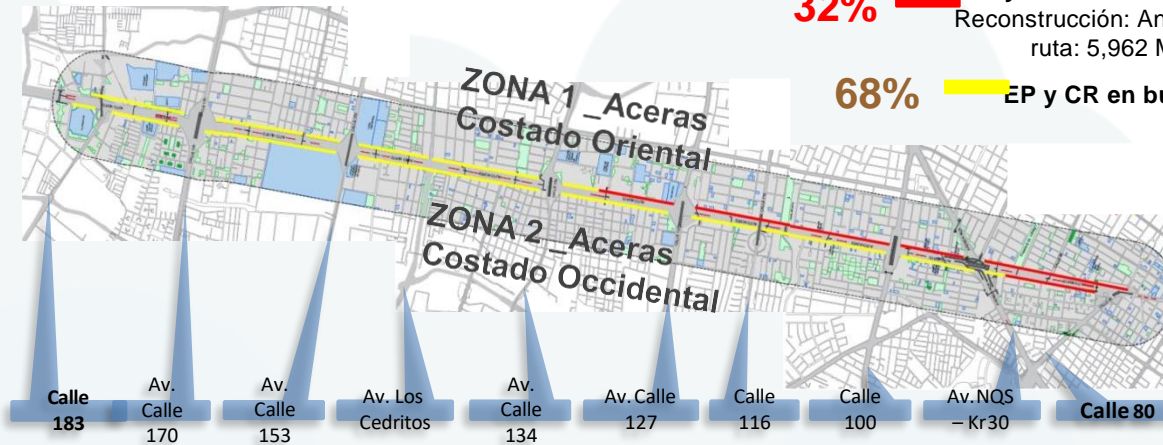 32%
Reconstrucción: An
ruta: 5,962 M
68%
EP y CR en bu
ZONA 1 _Aceras
Costado Oriental
ZONA 2 _Aceras
Costado Occidental
Calle
183
Av.
Calle
170
Av.
Calle
153
Av. Los
Cedritos
Av.
Calle
134
Av. Calle
127
Calle
116
Calle
100
Av. NQS
– Kr30
Calle 80